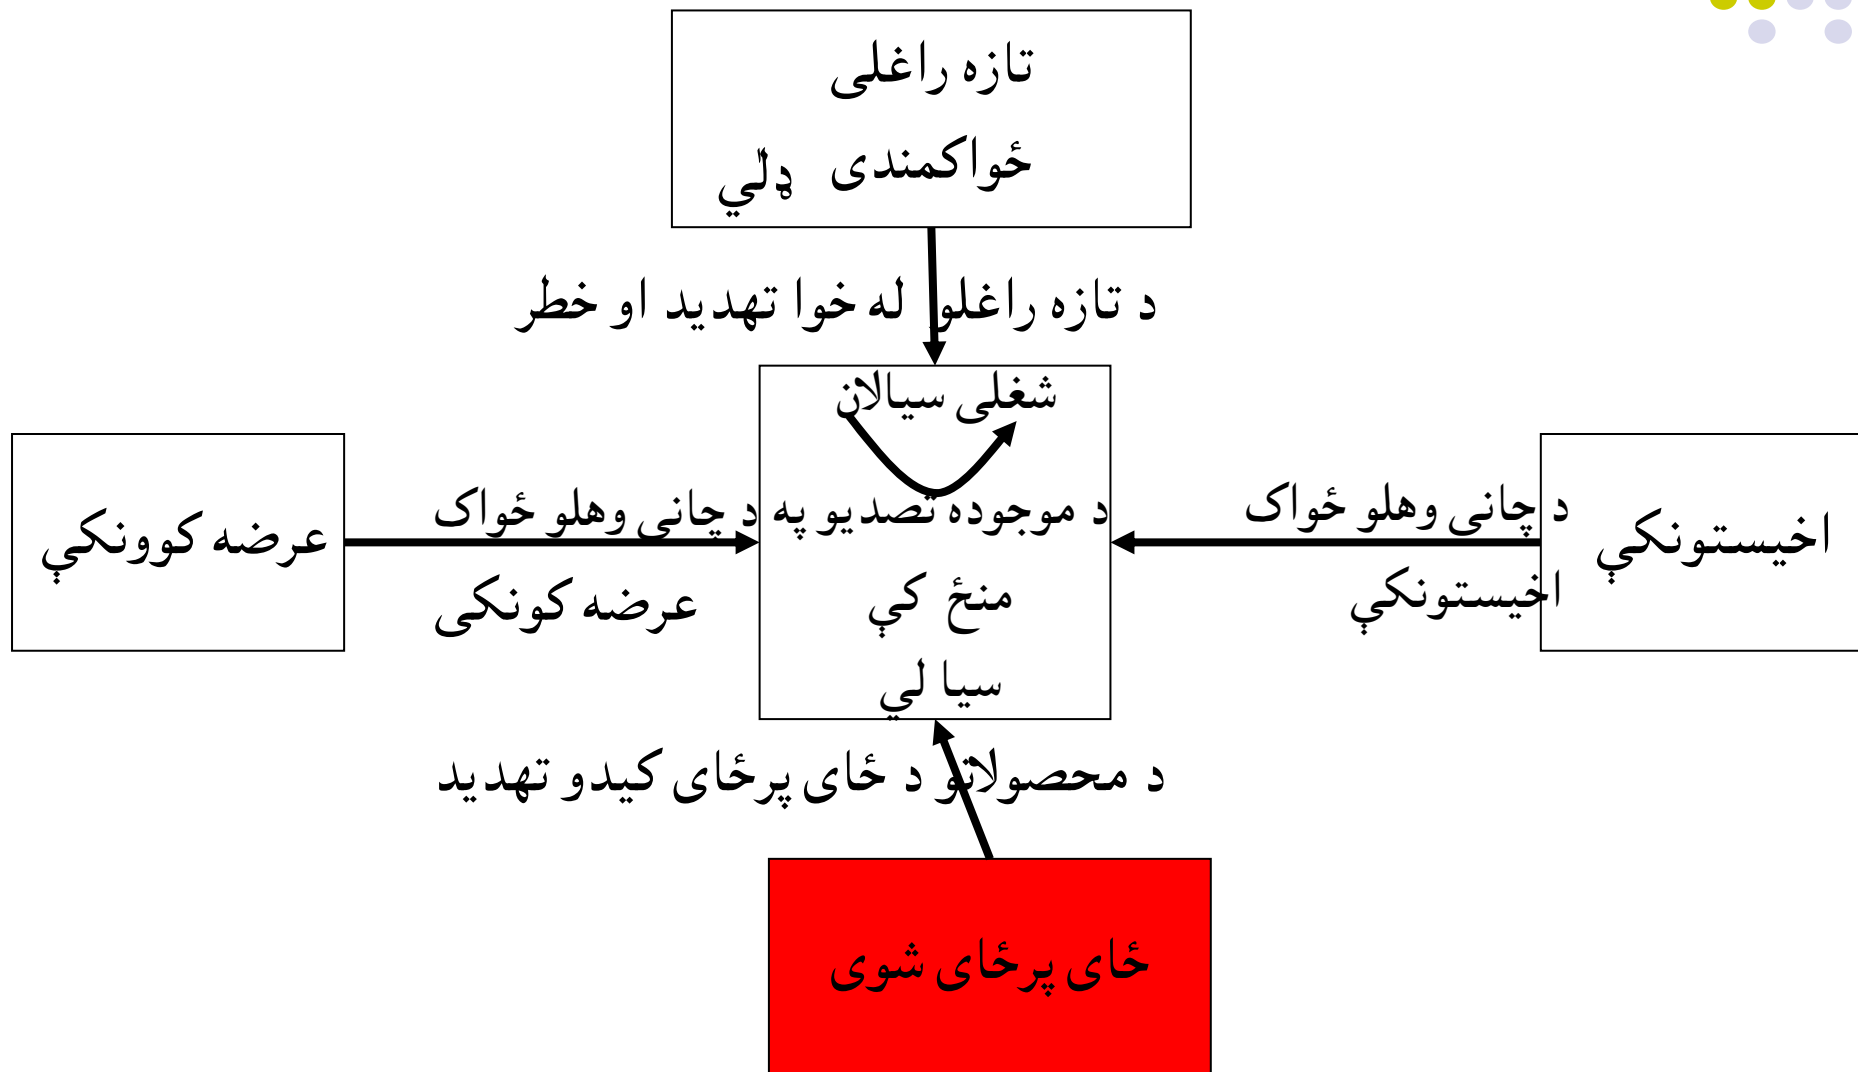 تازه راغلی
ځواکمندی ډلي
د تازه راغلو له خوا تهدید او خطر
شغلی سیالان
د موجوده تصدیو په
منځ کې
سیا لي
عرضه کوونکې
د چانی وهلو ځواک
عرضه کونکی
د چانی وهلو ځواک
اخیستونکې
اخیستونکې
د محصولاتو د ځای پرځای کیدو تهدید
ځای پرځای شوی